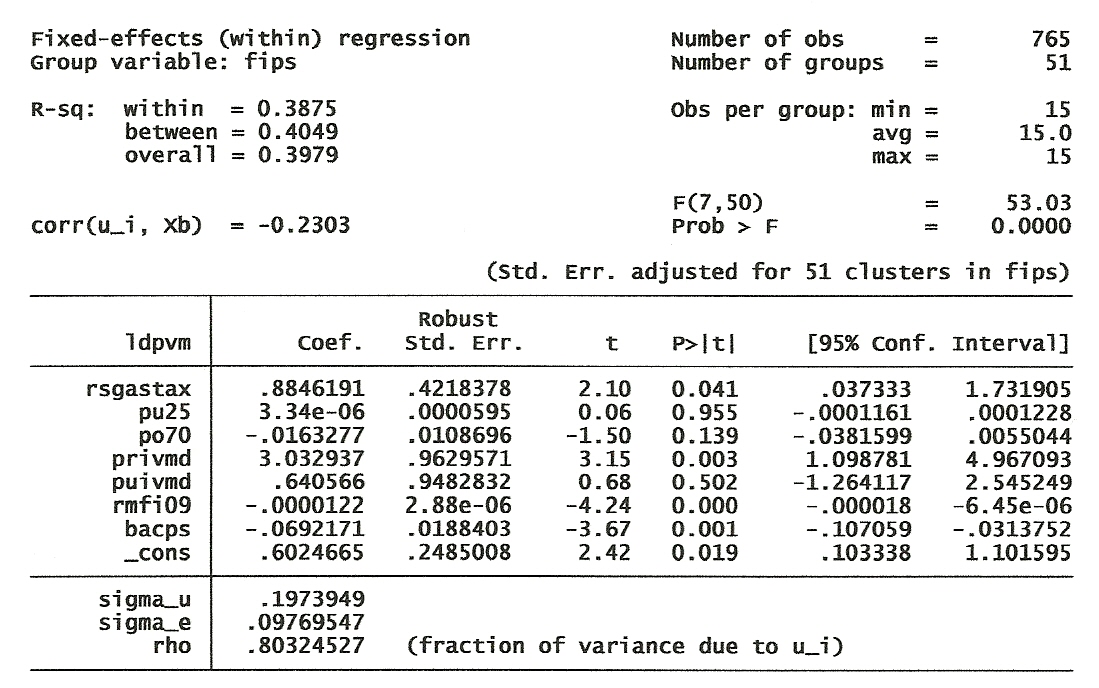 Fixed-effects (within) regression Number of obs = 765
Group variable: fips Number of groups = 51
R-sq: within = 0.3875 Obs per group: min = 15
between = 0.4049 avg = 15.0
overall = 0.3979 max = 15
F(7,50) = 53.03
corr(u_i, Xb) = -0.2303 Prob > F = 0.0000
(Std. Err. adjusted for 51 clusters in fips)
Robust
ldpvm Coef. Std. Err. t P>|t| [95% Conf. Interval]
rsgastax .8846191 .4218378 2.10 0.041 .037333 1.731905
pu25 3.34e-06 .0000595 0.06 0.955 -.0001161 .0001228
po70 -.0163277 .0108696 -1.50 0.139 -.0381599 .0055044
privmd 3.032937 .9629571 3.15 0.003 1.098781 4.967093
puivmd .640566 .9482832 0.68 0.502 -1.264117 2.545249
rmfi09 -.0000122 2.88e-06 -4.24 0.000 -.000018 -6.45e-06
bacps -.0692171 .0188403 -3.67 0.001 -.107059 -.0313752
_cons .6024665 .2485008 2.42 0.019 .103338 1.101595
sigma_u .1973949
sigma_e .09769547
rho .80324527 (fraction of variance due to u_i)